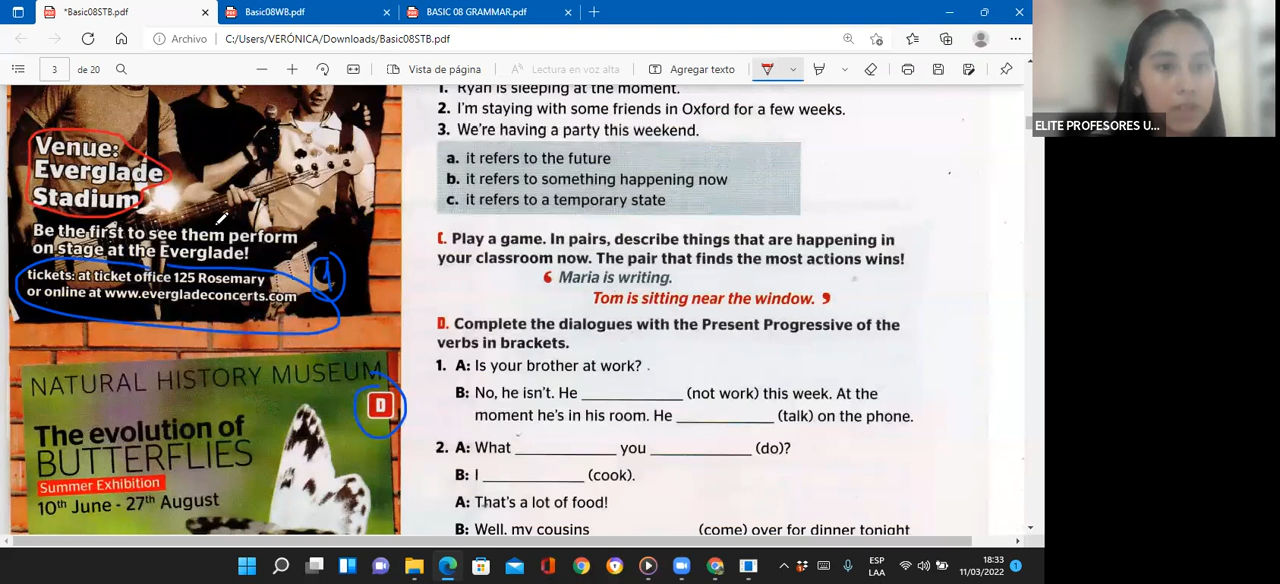 *Basic08STB.pdf
Basic08WB.pdf
BASIC 08 GRAMMAR.pdf
Archivo
C:/Users/VERÓNICA/Downloads/Basic08STB.pdf
3
de 20
Vista de página
Lectura en voz alta
Agregar texto
ELITE PROFESORES U...
Venue:
Everglade
Stadium
Be the first to see them perform
on stage at the Everglade!
tickets: at ticket office 125 Rosemary
or online at www.evergladeconcerts.com
1
NATURAL HISTORY MUSEUM
D
The evolution of
BUTTERFLIES
Summer Exhibition
10th June - 27th August
1. Ryan is sleeping at the moment.
2. I'm staying with some friends in Oxford for a few weeks.
3. We're having a party this weekend.
a. it refers to the future
b. it refers to something happening now
c. it refers to a temporary state
C. Play a game. In pairs, describe things that are happening in
your classroom now. The pair that finds the most actions wins!
Maria is writing.
Tom is sitting near the window.
D. Complete the dialogues with the Present Progressive of the
verbs in brackets.
1. A: Is your brother at work?
B: No, he isn't. He ____________ (not work) this week. At the
moment he's in his room. He ____________ (talk) on the phone.
2. A: What ____________ you ____________ (do)?
B: I ____________ (cook).
A: That's a lot of food!
B: Well, my cousins ____________ (come) over for dinner tonight
ESP
LAA
18:33
11/03/2022
1